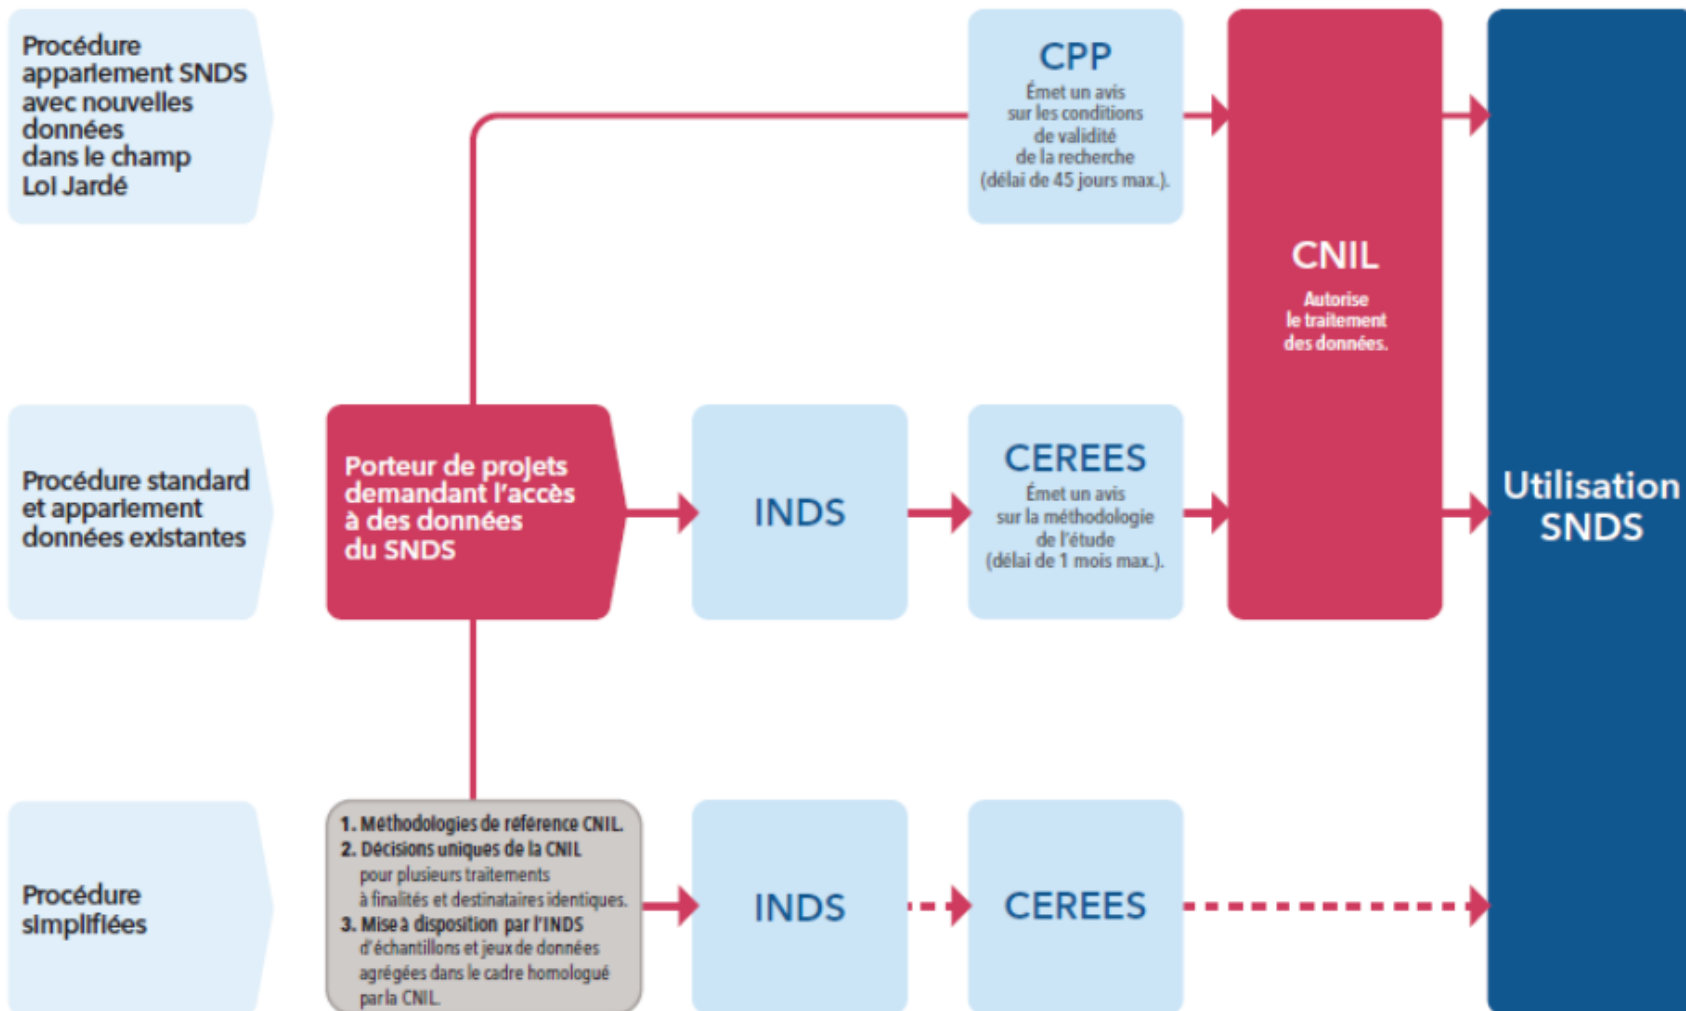 Procédure
appariement SNDS
avec nouvelles
données
dans le champ
Loi Jardé
CPP
Émet un avis
sur les conditions
de validité
de la recherche
(délai de 45 jours max.).
CNIL
Autorise
le traitement
des données.
Procédure standard
et appariement
données existantes
Porteur de projets
demandant l'accès
à des données
du SNDS
INDS
CEREES
Émet un avis
sur la méthodologie
de l'étude
(délai de 1 mois max.).
Utilisation
SNDS
Procédure
simplifiées
1. Méthodologies de référence CNIL.
2. Décisions uniques de la CNIL
pour plusieurs traitements
à finalités et destinataires identiques.
3. Mise à disposition par l'INDS
d'échantillons et jeux de données
agrégées dans le cadre homologué
par la CNIL.
INDS
CEREES